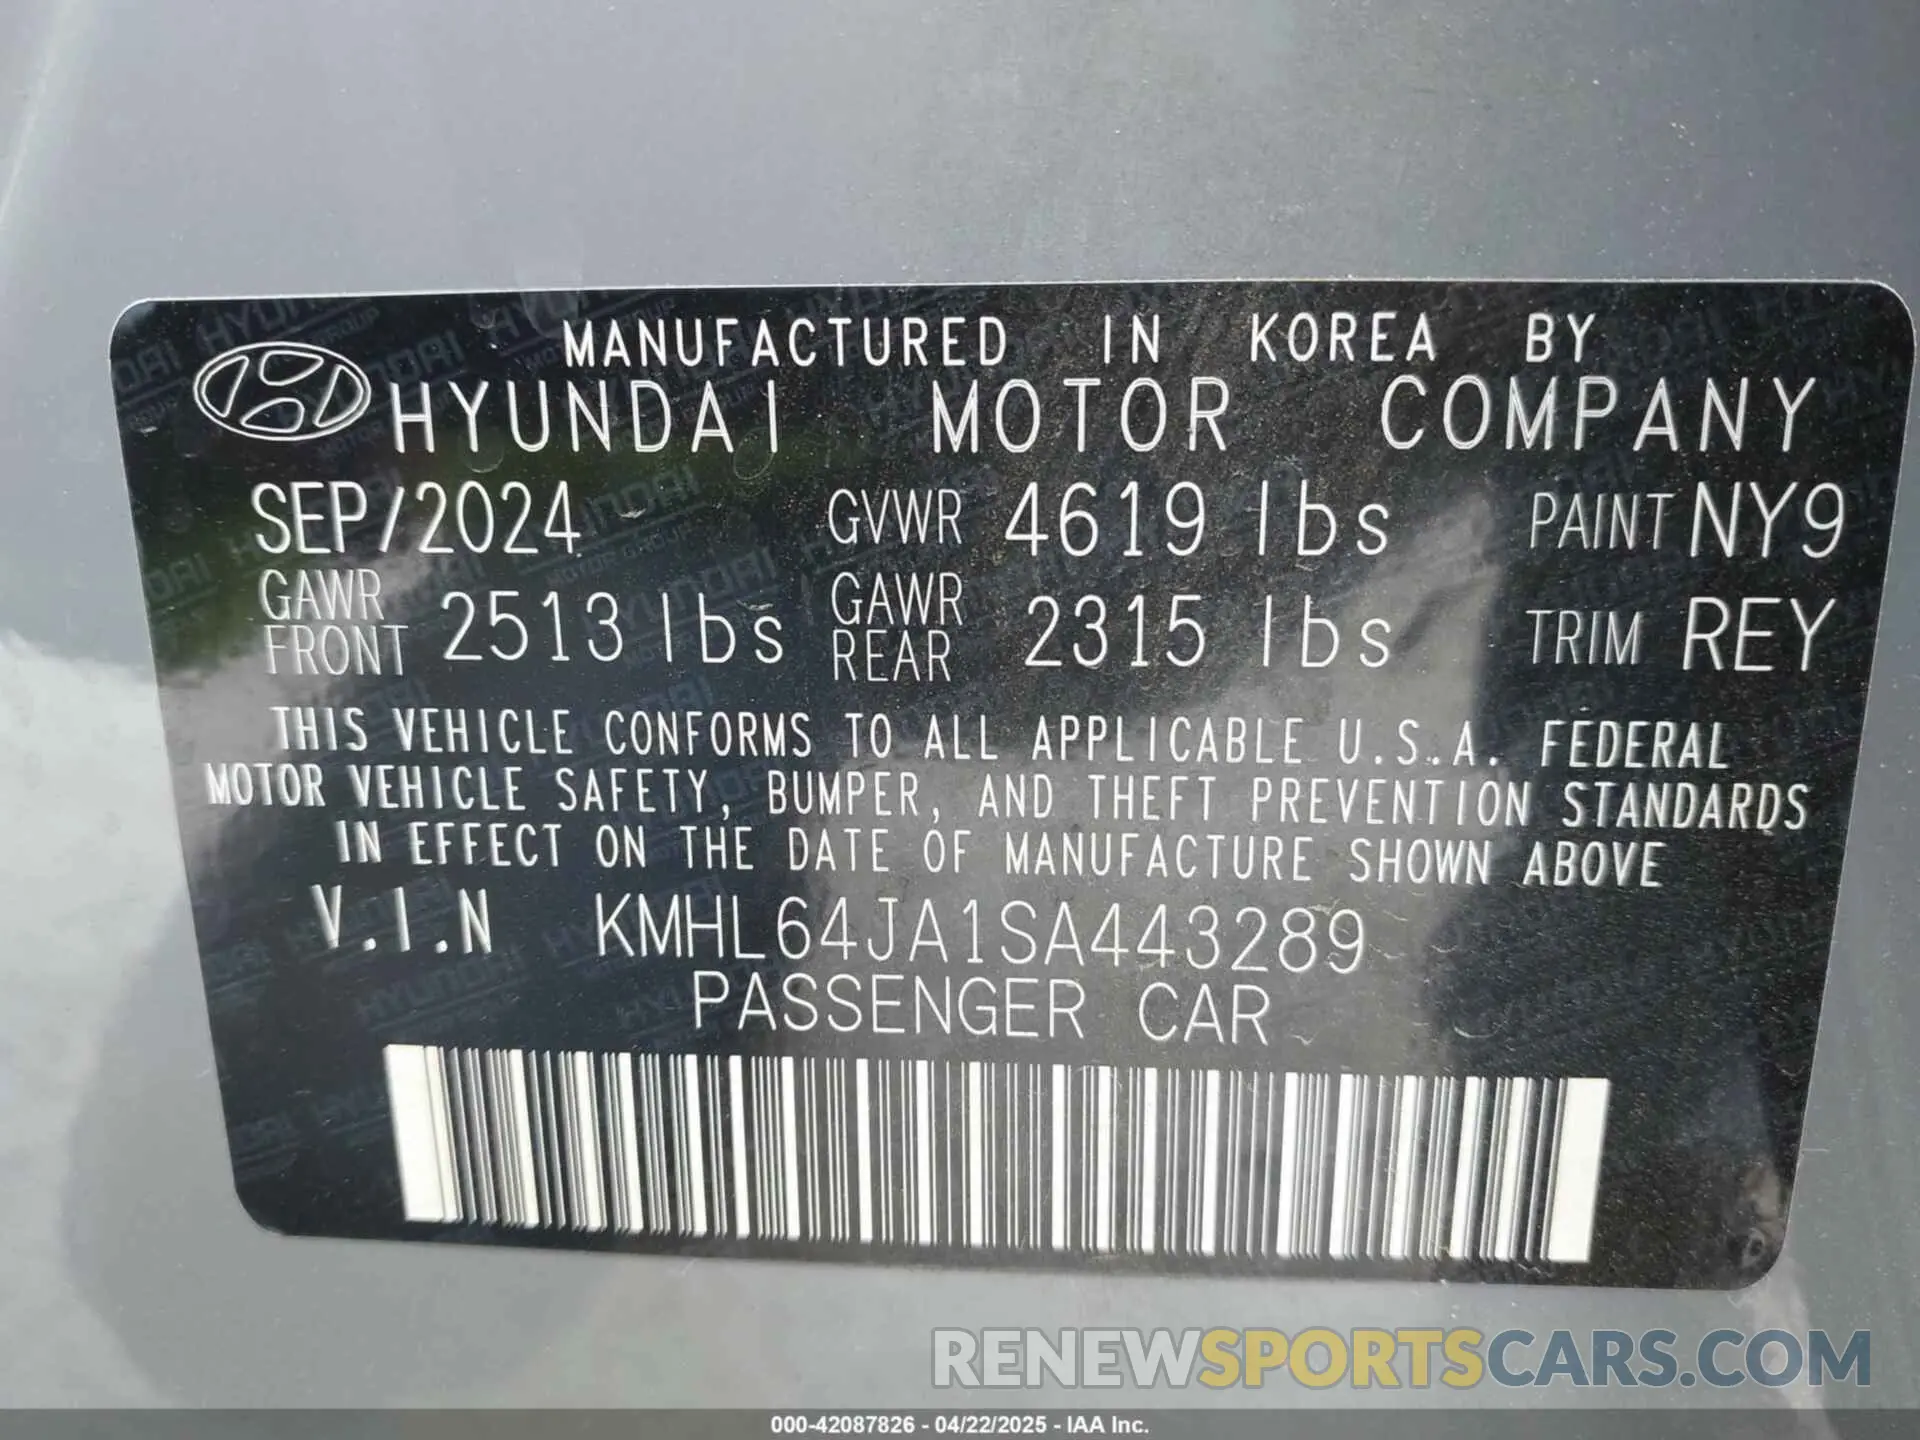 MANUFACTURED IN KOREA BY
HYUNDAI MOTOR COMPANY
SEP/2024 GVWR 4619 lbs PAINT NY9
GAWR FRONT 2513 lbs GAWR REAR 2315 lbs TRIM REY
THIS VEHICLE CONFORMS TO ALL APPLICABLE U.S.A. FEDERAL
MOTOR VEHICLE SAFETY, BUMPER, AND THEFT PREVENTION STANDARDS
IN EFFECT ON THE DATE OF MANUFACTURE SHOWN ABOVE
V.I.N KMHL64JA1SA443289
PASSENGER CAR
RENEWSPORTSCARS.COM
000-42087826 - 04/22/2025 - IAA Inc.